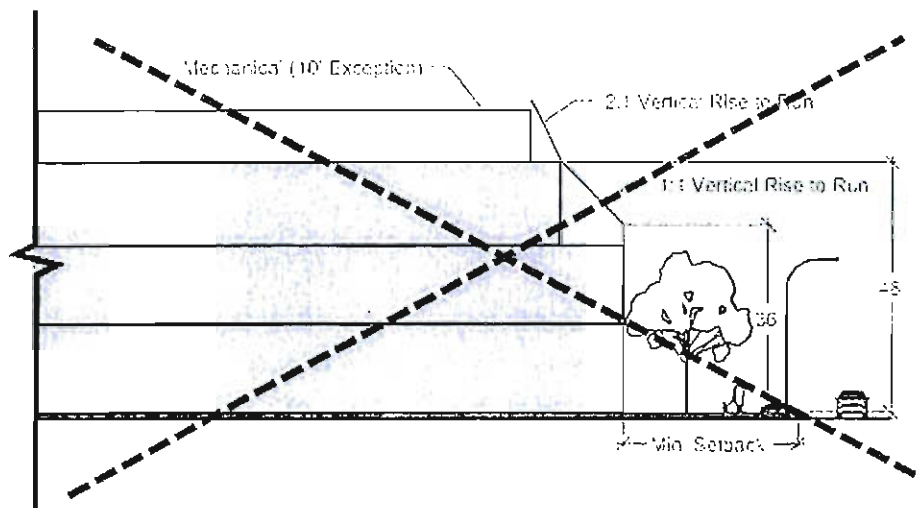 Mechanical (10' Exception)
2:1 Vertical Rise to Run
1:1 Vertical Rise to Run
36
48
Min. Setback